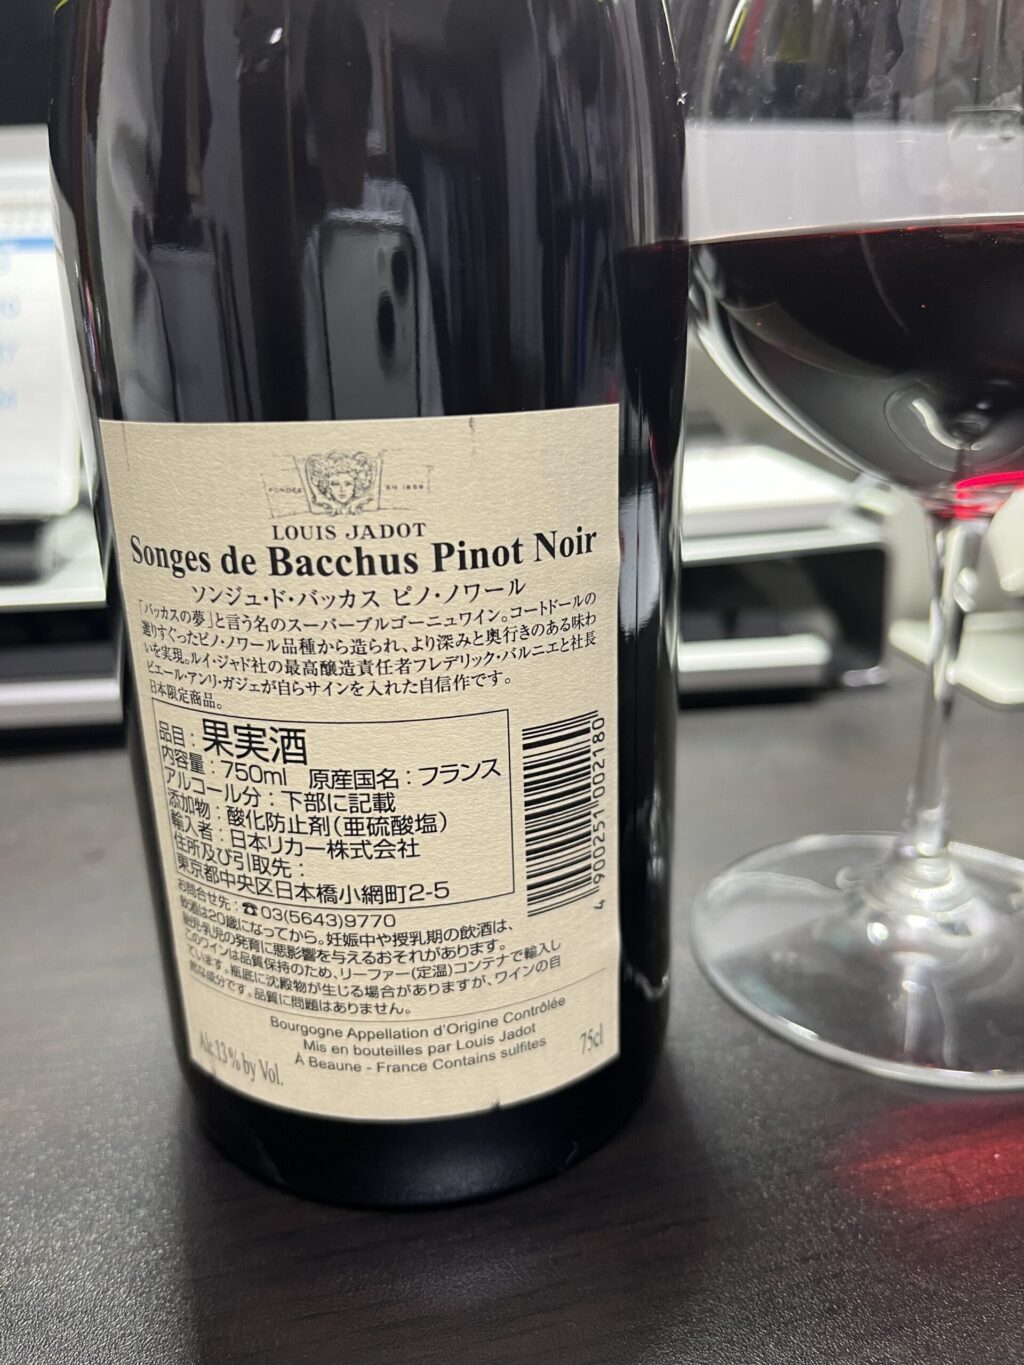 FONDÉE EN 1859
LOUIS JADOT
Songes de Bacchus Pinot Noir
ソンジュ・ド・バッカス ピノ・ノワール
「バッカスの夢」と言う名のスーパーブルゴーニュワイン。コートドールの
選りすぐったピノ・ノワール品種から造られ、より深みと奥行きのある味わ
いを実現。ルイ・ジャド社の最高醸造責任者フレデリック・バルニエと社長
ピエール・アンリ・ガジェが自らサインを入れた自信作です。
日本限定商品。
品目：果実酒
内容量：750ml 原産国名：フランス
アルコール分：下部に記載
添加物：酸化防止剤（亜硫酸塩）
輸入者：日本リカー株式会社
住所及び引取先：
東京都中央区日本橋小網町2-5
4 900251 002180
お問合せ先：☎03(5643)9770
飲酒は20歳になってから。妊娠中や授乳期の飲酒は、
胎児・乳児の発育に悪影響を与えるおそれがあります。
このワインは品質保持のため、リーファー(定温)コンテナで輸入し
ています。瓶底に沈殿物が生じる場合がありますが、ワインの自
然な成分です。品質に問題はありません。
Bourgogne Appellation d'Origine Contrôlée
Mis en bouteilles par Louis Jadot
À Beaune - France Contains sulfites
Alc 13% by Vol.
75cl